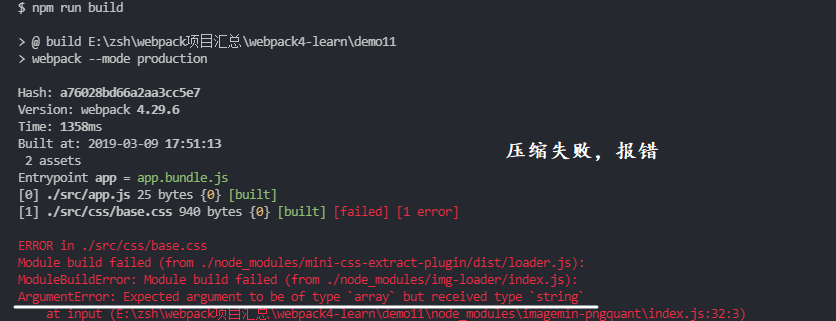 $ npm run build
> @ build E:\zsh\webpack项目汇总\webpack4-learn\demo11
> webpack --mode production
Hash: a76028bd66a2aa3cc5e7
Version: webpack 4.29.6
Time: 1358ms
Built at: 2019-03-09 17:51:13
2 assets
压缩失败，报错
Entrypoint app = app.bundle.js
[0] ./src/app.js 25 bytes {0} [built]
[1] ./src/css/base.css 940 bytes {0} [built] [failed] [1 error]
ERROR in ./src/css/base.css
Module build failed (from ./node_modules/mini-css-extract-plugin/dist/loader.js):
ModuleBuildError: Module build failed (from ./node_modules/img-loader/index.js):
ArgumentError: Expected argument to be of type `array` but received type `string`
at input (E:\zsh\webpack项目汇总\webpack4-learn\demo11\node_modules\imagemin-pngquant\index.js:32:3)